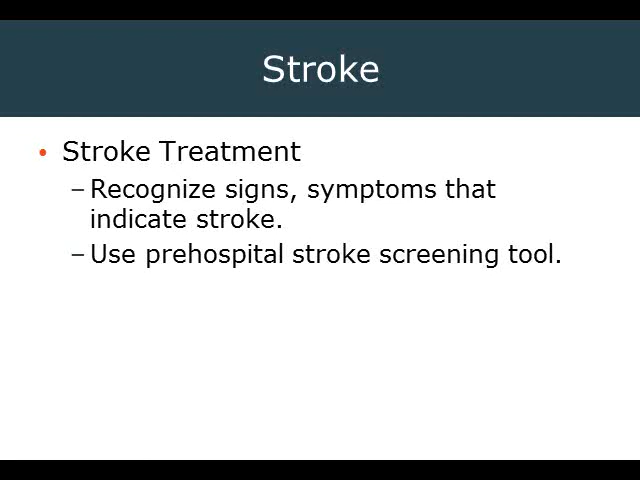 Stroke
• Stroke Treatment
– Recognize signs, symptoms that
indicate stroke.
– Use prehospital stroke screening tool.